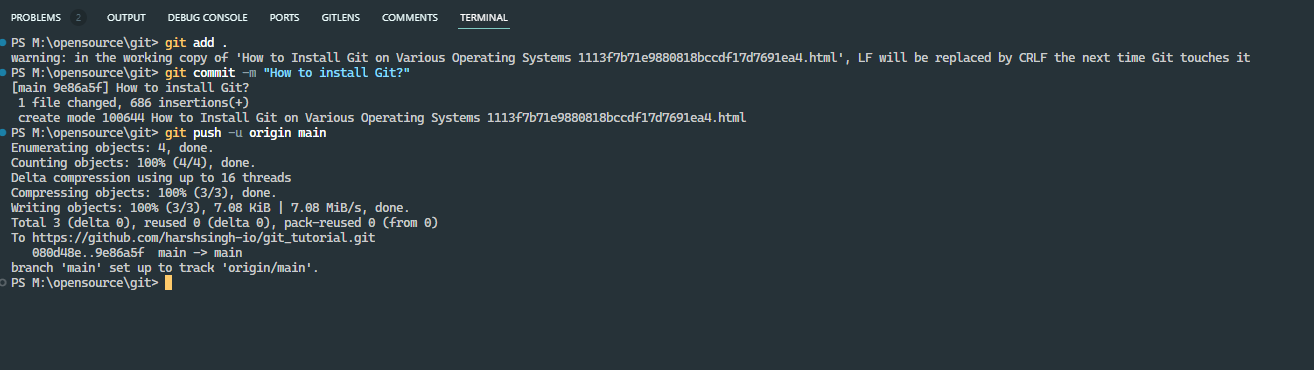 PROBLEMS 2 OUTPUT DEBUG CONSOLE PORTS GITLENS COMMENTS TERMINAL
PS M:\opensource\git> git add .
warning: in the working copy of 'How to Install Git on Various Operating Systems 1113f7b71e9880818bccdf17d7691ea4.html', LF will be replaced by CRLF the next time Git touches it
PS M:\opensource\git> git commit -m "How to install Git?"
[main 9e86a5f] How to install Git?
 1 file changed, 686 insertions(+)
 create mode 100644 How to Install Git on Various Operating Systems 1113f7b71e9880818bccdf17d7691ea4.html
PS M:\opensource\git> git push -u origin main
Enumerating objects: 4, done.
Counting objects: 100% (4/4), done.
Delta compression using up to 16 threads
Compressing objects: 100% (3/3), done.
Writing objects: 100% (3/3), 7.08 KiB | 7.08 MiB/s, done.
Total 3 (delta 0), reused 0 (delta 0), pack-reused 0 (from 0)
To https://github.com/harshsingh-io/git_tutorial.git
   080d48e..9e86a5f  main -> main
branch 'main' set up to track 'origin/main'.
PS M:\opensource\git>